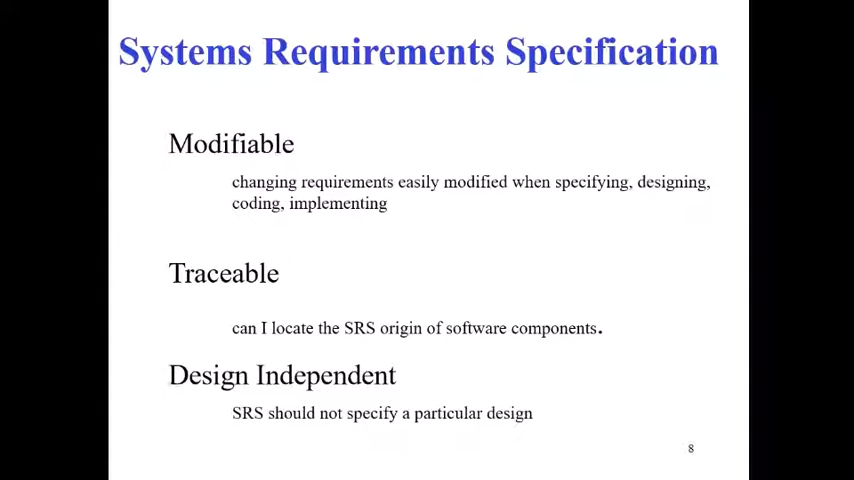 Systems Requirements Specification
Modifiable
changing requirements easily modified when specifying, designing,
coding, implementing
Traceable
can I locate the SRS origin of software components.
Design Independent
SRS should not specify a particular design
8